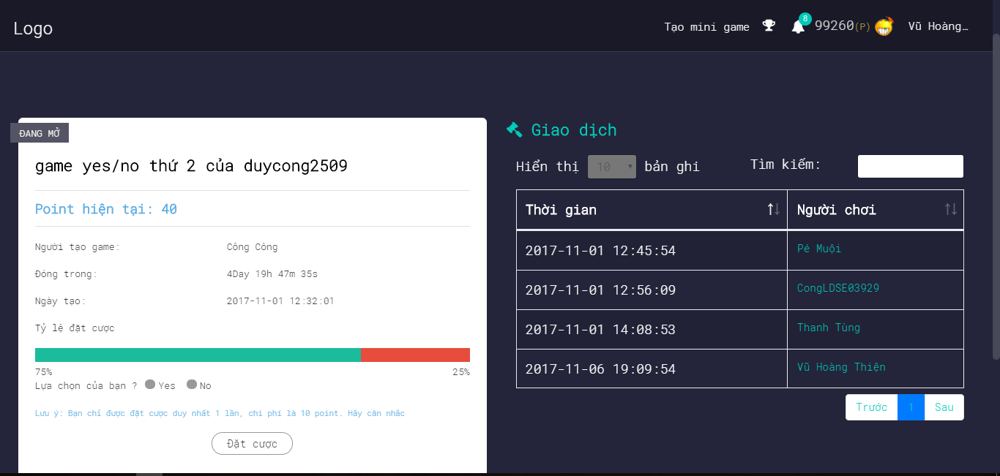 Logo
Tạo mini game
8
99260(P)
Vũ Hoàng…
ĐANG MỞ
game yes/no thứ 2 của duycong2509
Point hiện tại: 40
Người tạo game: Công Công
Đóng trong: 4Day 19h 47m 35s
Ngày tạo: 2017-11-01 12:32:01
Tỷ lệ đặt cược
75% 25%
Lựa chọn của bạn ? Yes No
Lưu ý: Bạn chỉ được đặt cược duy nhất 1 lần, chi phí là 10 point. Hãy cân nhắc
Đặt cược
Giao dịch
Hiển thị 10 bản ghi Tìm kiếm:
Thời gian Người chơi
2017-11-01 12:45:54 Pé Muội
2017-11-01 12:56:09 CongLDSE03929
2017-11-01 14:08:53 Thanh Tùng
2017-11-06 19:09:54 Vũ Hoàng Thiện
Trước 1 Sau